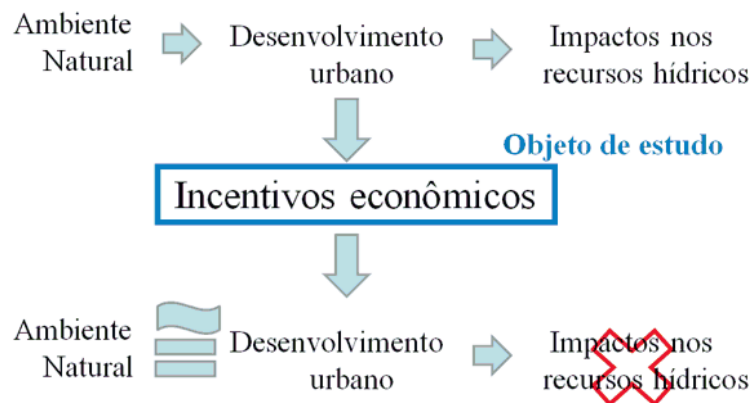 Ambiente
Natural
Desenvolvimento
urbano
Impactos nos
recursos hídricos
Objeto de estudo
Incentivos econômicos
Ambiente
Natural
Desenvolvimento
urbano
Impactos nos
recursos hídricos